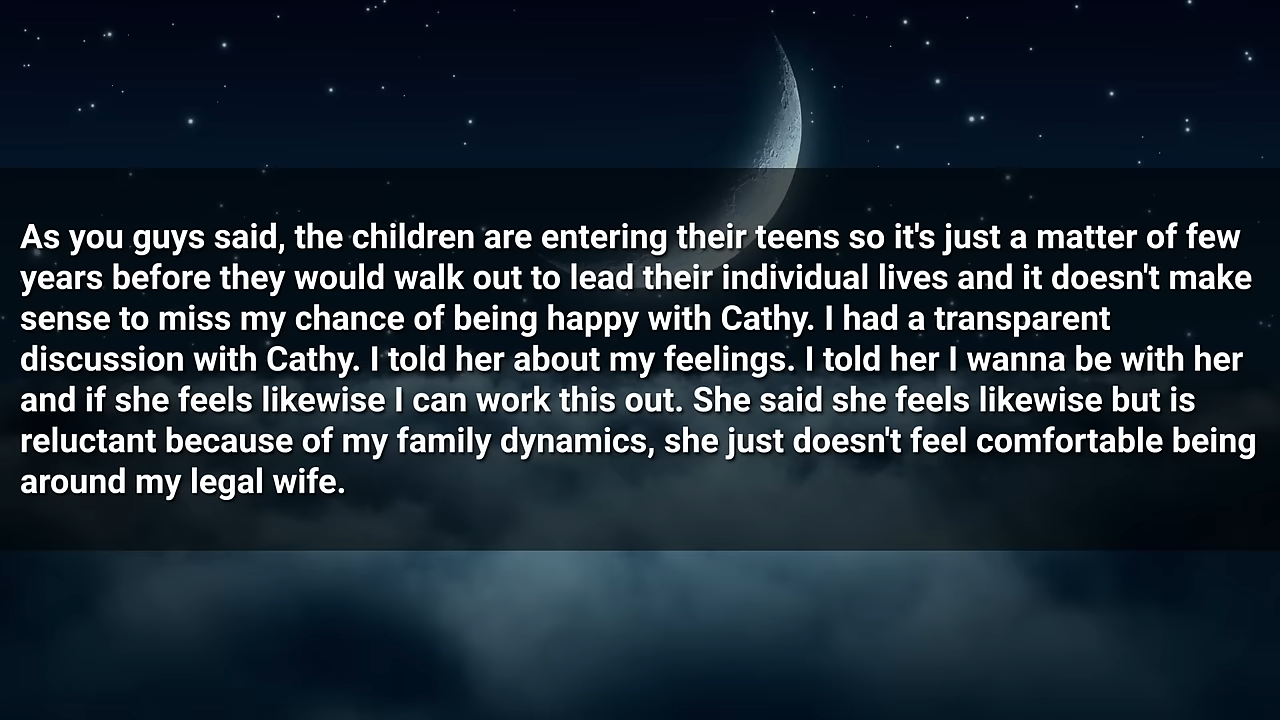 As you guys said, the children are entering their teens so it's just a matter of few
years before they would walk out to lead their individual lives and it doesn't make
sense to miss my chance of being happy with Cathy. I had a transparent
discussion with Cathy. I told her about my feelings. I told her I wanna be with her
and if she feels likewise I can work this out. She said she feels likewise but is
reluctant because of my family dynamics, she just doesn't feel comfortable being
around my legal wife.